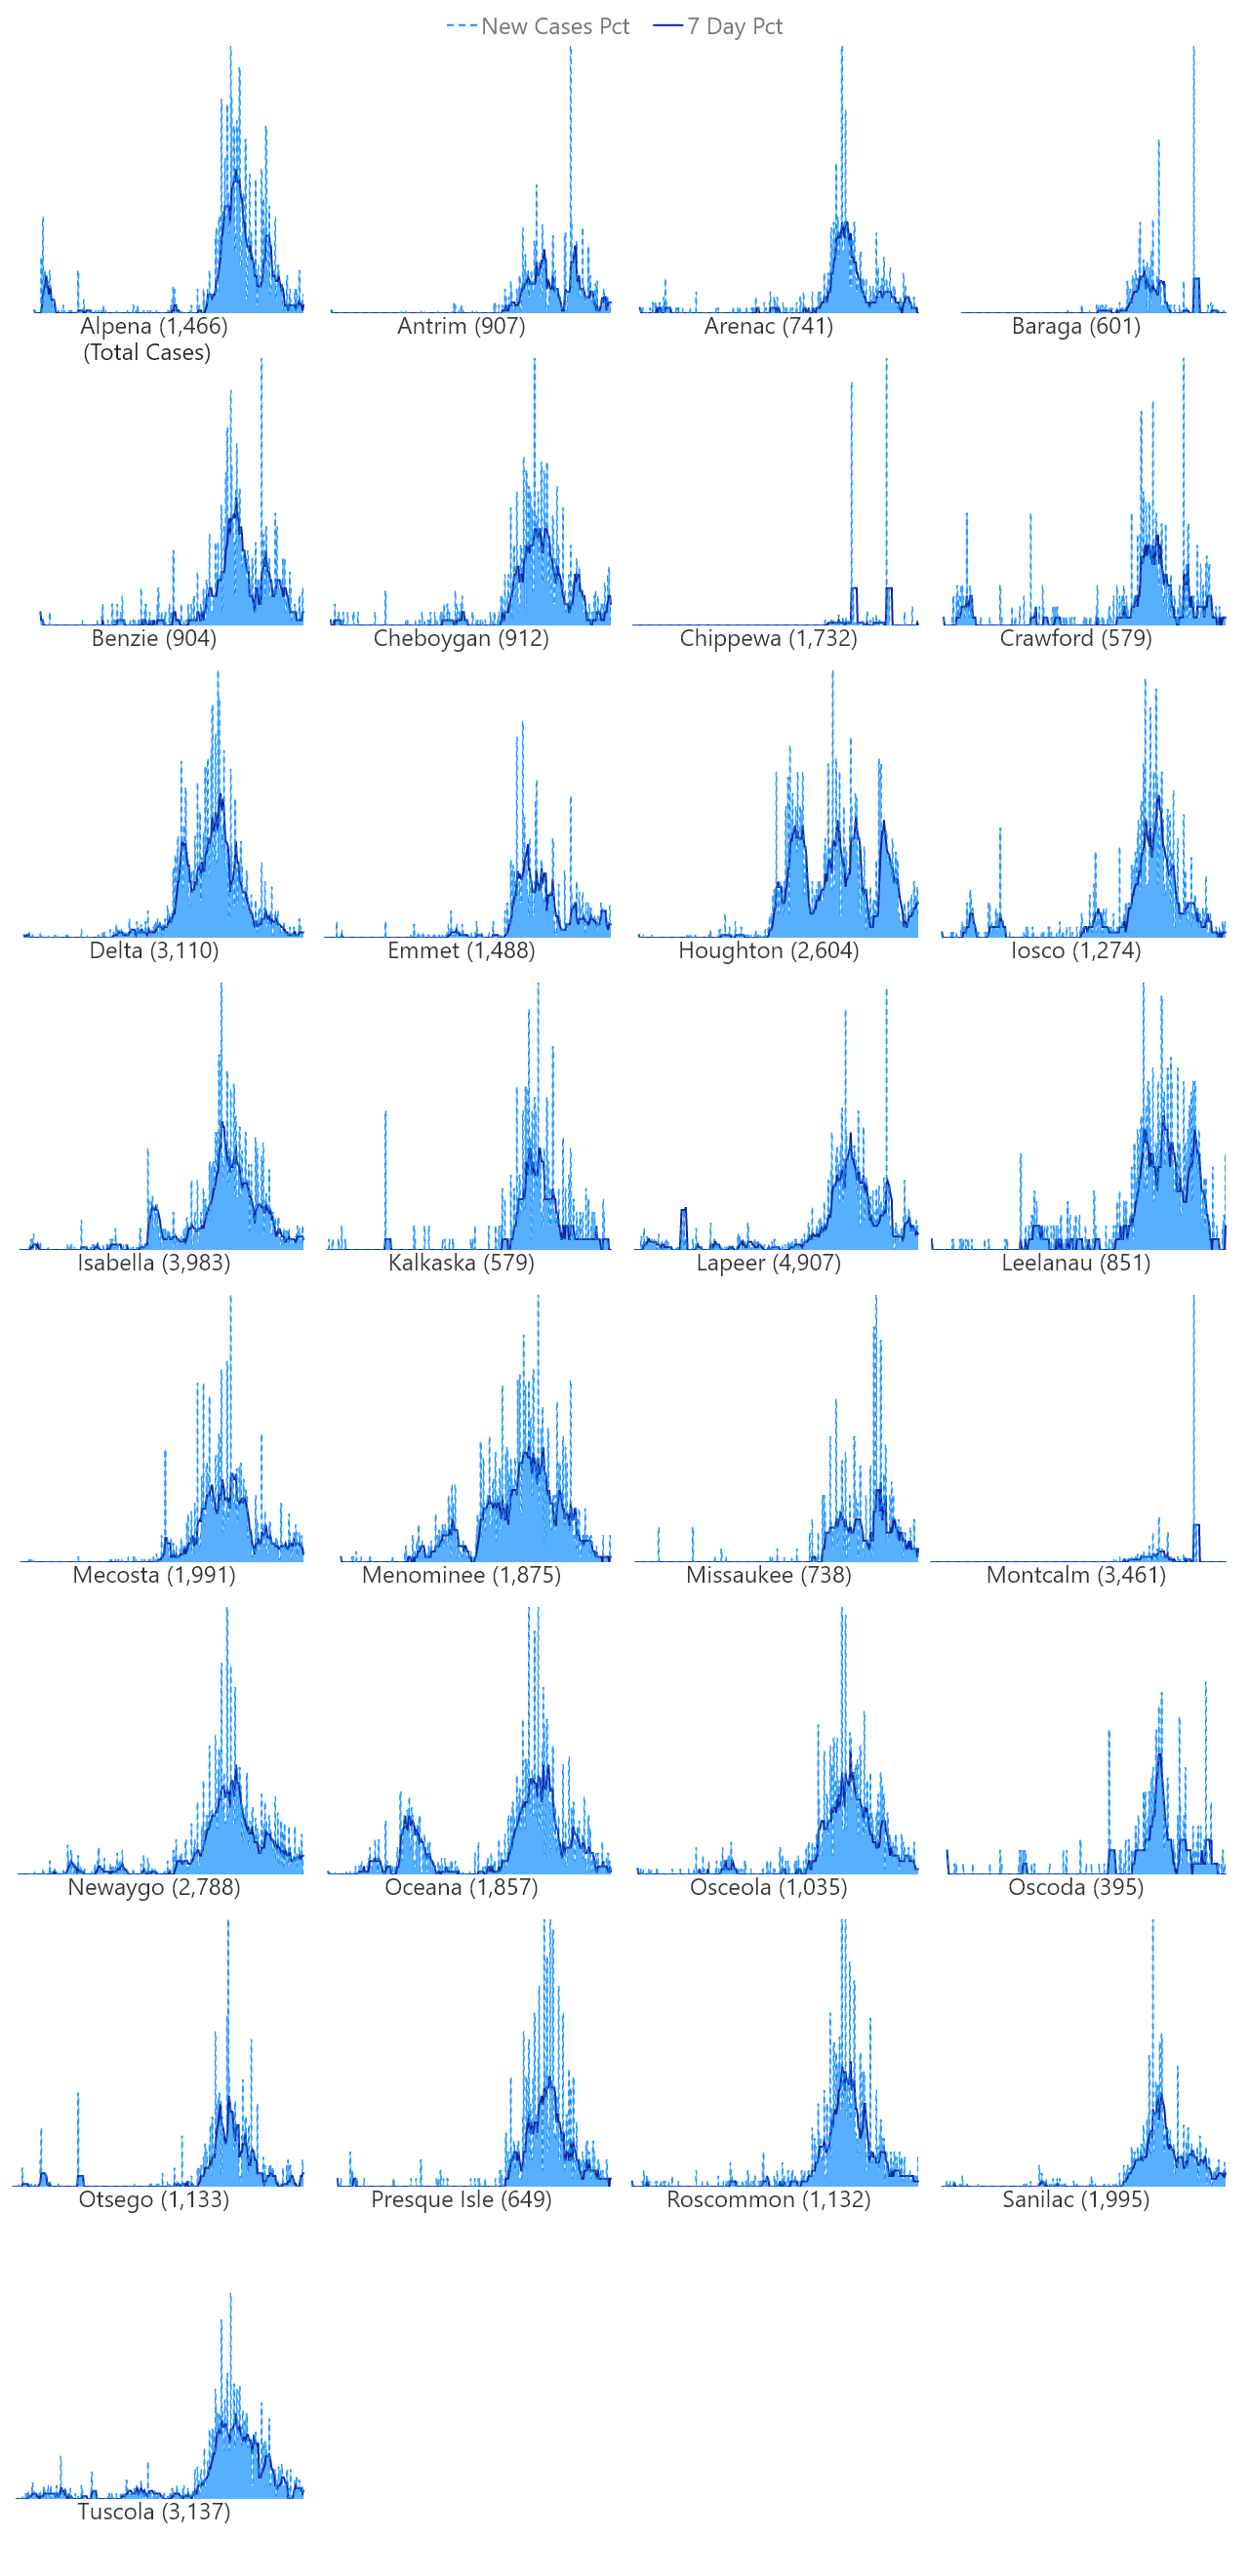 New Cases Pct 7 Day Pct
Alpena (1,466) Antrim (907) Arenac (741) Baraga (601)
(Total Cases)
Benzie (904) Cheboygan (912) Chippewa (1,732) Crawford (579)
Delta (3,110) Emmet (1,488) Houghton (2,604) Iosco (1,274)
Isabella (3,983) Kalkaska (579) Lapeer (4,907) Leelanau (851)
Mecosta (1,991) Menominee (1,875) Missaukee (738) Montcalm (3,461)
Newaygo (2,788) Oceana (1,857) Osceola (1,035) Oscoda (395)
Otsego (1,133) Presque Isle (649) Roscommon (1,132) Sanilac (1,995)
Tuscola (3,137)